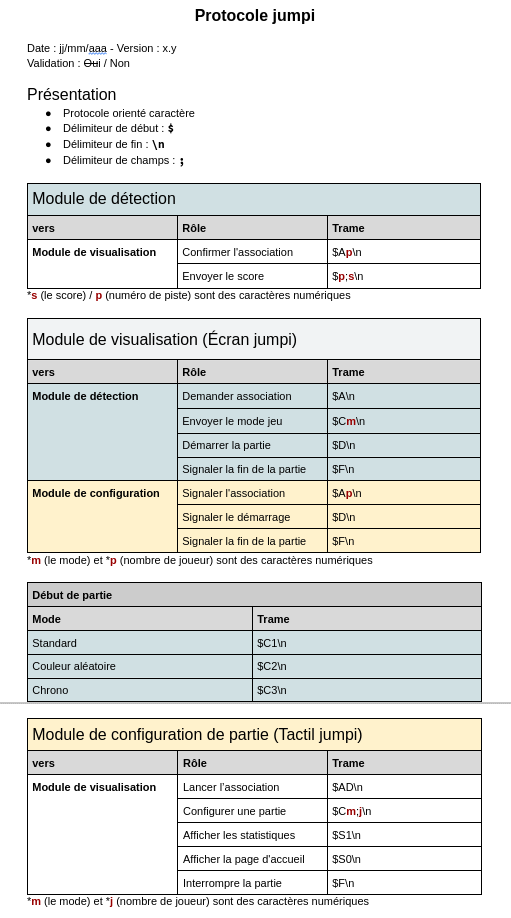 Protocole jumpi
Date : jj/mm/aaa - Version : x.y
Validation : Oui / Non
Présentation
● Protocole orienté caractère
● Délimiteur de début : $
● Délimiteur de fin : \n
● Délimiteur de champs : ;
Module de détection
vers Rôle Trame
Module de visualisation Confirmer l'association $Ap\n
Envoyer le score $p;s\n
*s (le score) / p (numéro de piste) sont des caractères numériques
Module de visualisation (Écran jumpi)
vers Rôle Trame
Module de détection Demander association $A\n
Envoyer le mode jeu $Cm\n
Démarrer la partie $D\n
Signaler la fin de la partie $F\n
Module de configuration Signaler l'association $Ap\n
Signaler le démarrage $D\n
Signaler la fin de la partie $F\n
*m (le mode) et *p (nombre de joueur) sont des caractères numériques
Début de partie
Mode Trame
Standard $C1\n
Couleur aléatoire $C2\n
Chrono $C3\n
Module de configuration de partie (Tactil jumpi)
vers Rôle Trame
Module de visualisation Lancer l'association $AD\n
Configurer une partie $Cm;j\n
Afficher les statistiques $S1\n
Afficher la page d'accueil $S0\n
Interrompre la partie $F\n
*m (le mode) et *j (nombre de joueur) sont des caractères numériques